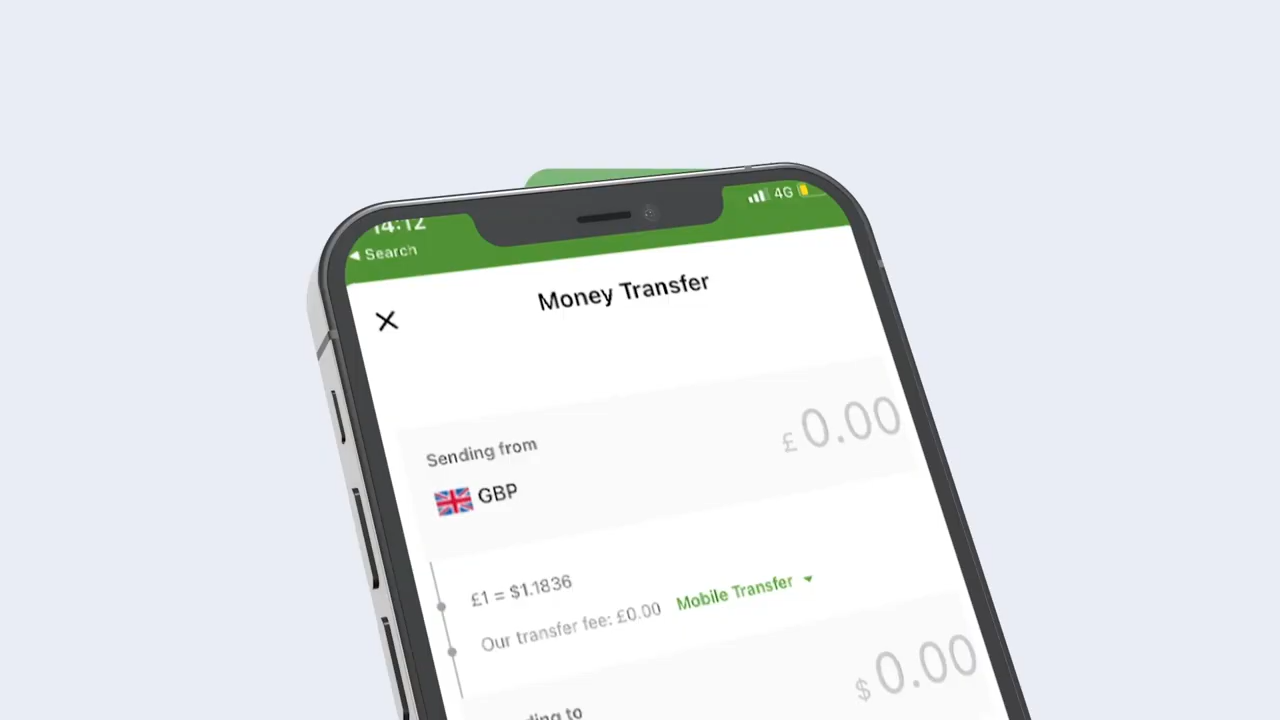 14:12
4G
◀ Search
Money Transfer
Sending from
£ 0.00
GBP
£1 = $1.1836
Our transfer fee: £0.00 Mobile Transfer
$ 0.00
to